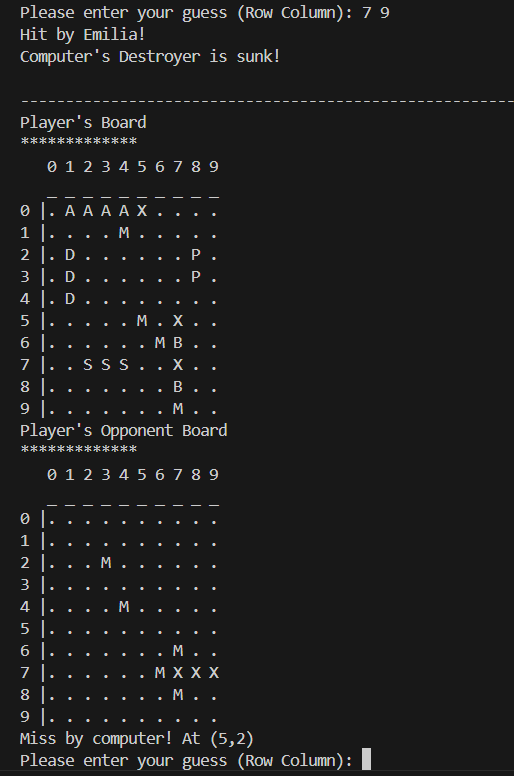 Please enter your guess (Row Column): 7 9
Hit by Emilia!
Computer's Destroyer is sunk!
------------------------------------------------------
Player's Board
*************
0 1 2 3 4 5 6 7 8 9
_ _ _ _ _ _ _ _ _ _
0 |. A A A A X . . . .
1 |. . . . M . . . . .
2 |. D . . . . . . P .
3 |. D . . . . . . P .
4 |. D . . . . . . . .
5 |. . . . . M . X . .
6 |. . . . . . M B . .
7 |. . S S S . . X . .
8 |. . . . . . . B . .
9 |. . . . . . . M . .
Player's Opponent Board
*************
0 1 2 3 4 5 6 7 8 9
_ _ _ _ _ _ _ _ _ _
0 |. . . . . . . . . .
1 |. . . . . . . . . .
2 |. . . M . . . . . .
3 |. . . . . . . . . .
4 |. . . . M . . . . .
5 |. . . . . . . . . .
6 |. . . . . . . M . .
7 |. . . . . . M X X X
8 |. . . . . . . M . .
9 |. . . . . . . . . .
Miss by computer! At (5,2)
Please enter your guess (Row Column):